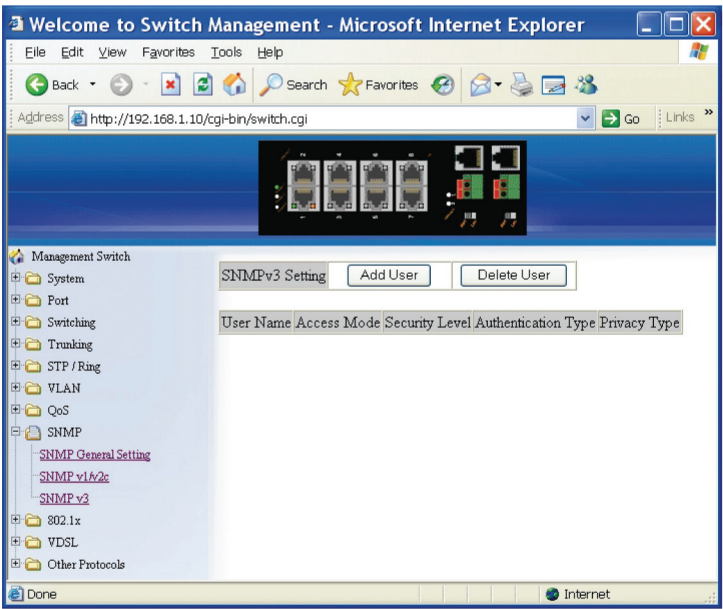 Welcome to Switch Management - Microsoft Internet Explorer
File Edit View Favorites Tools Help
Back Search Favorites
Address http://192.168.1.10/cgi-bin/switch.cgi Go Links »
Management Switch
System
Port
Switching
Trunking
STP / Ring
VLAN
QoS
SNMP
SNMP General Setting
SNMP v1/v2c
SNMP v3
802.1x
VDSL
Other Protocols
SNMPv3 Setting Add User Delete User
User Name Access Mode Security Level Authentication Type Privacy Type
Done Internet